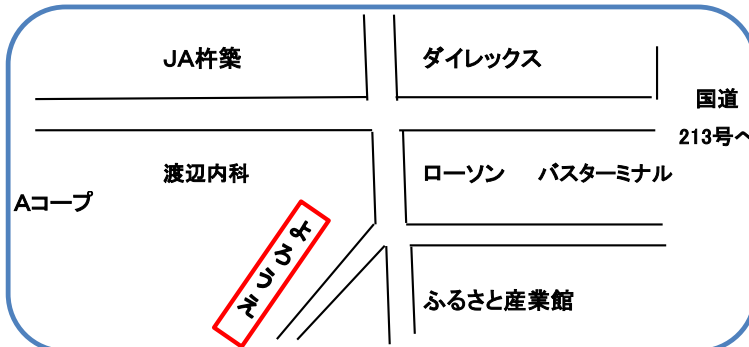 JA杵築
ダイレックス
国道
213号へ
渡辺内科
ローソン
バスターミナル
Aコープ
よろうえ
ふるさと産業館